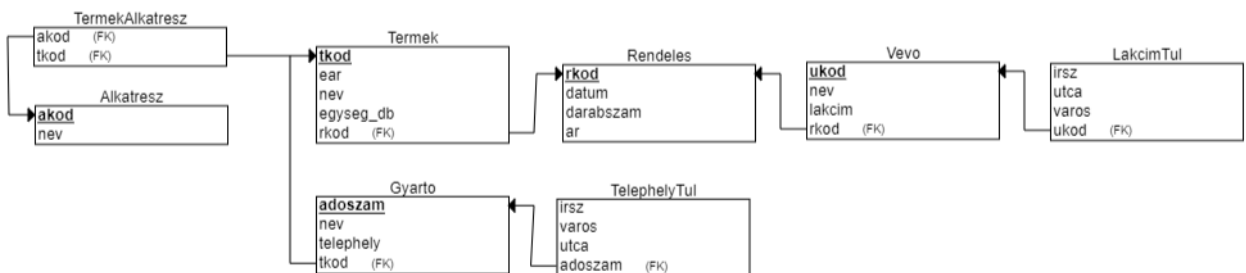 TermekAlkatresz
akod (FK)
tkod (FK)
Alkatresz
akod
nev
Termek
tkod
ear
nev
egyseg_db
rkod (FK)
Rendeles
rkod
datum
darabszam
ar
Vevo
ukod
nev
lakcim
rkod (FK)
LakcimTul
irsz
utca
varos
ukod (FK)
Gyarto
adoszam
nev
telephely
tkod (FK)
TelephelyTul
irsz
varos
utca
adoszam (FK)